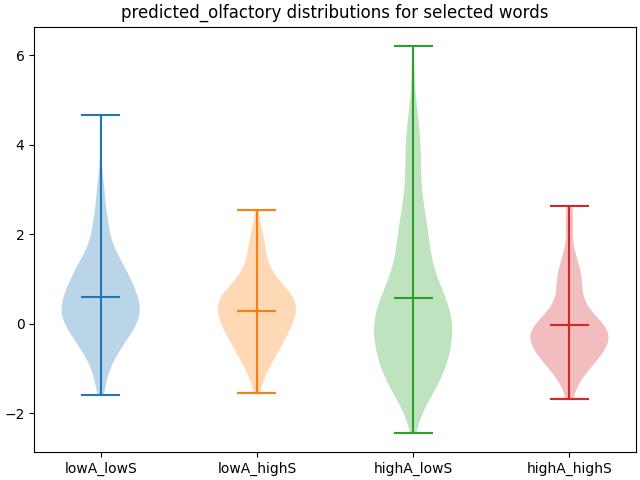 predicted_olfactory distributions for selected words
6
4
2
0
−2
lowA_lowS
lowA_highS
highA_lowS
highA_highS